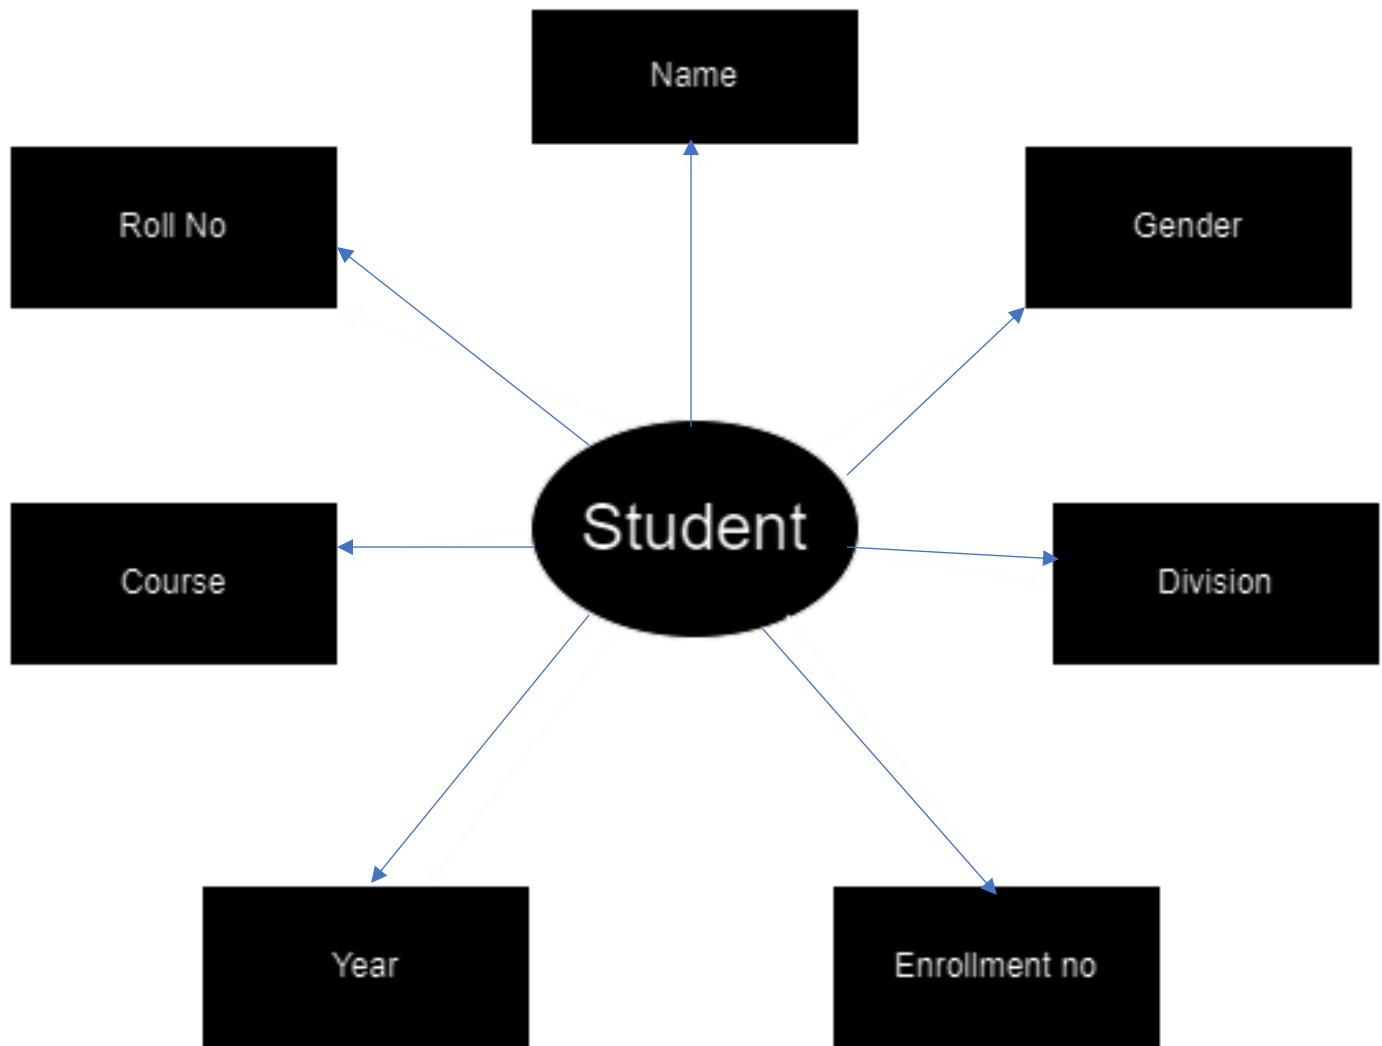 Name
Roll No
Gender
Student
Course
Division
Year
Enrollment no